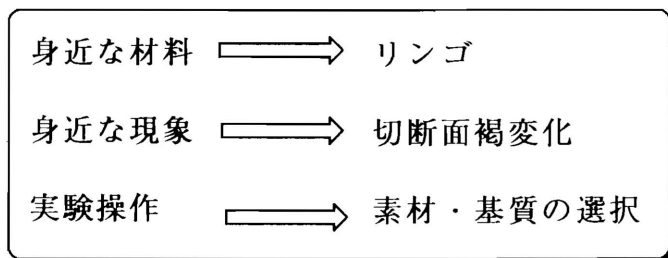 身近な材料 ⇒ リンゴ
身近な現象 ⇒ 切断面褐変化
実験操作 ⇒ 素材・基質の選択